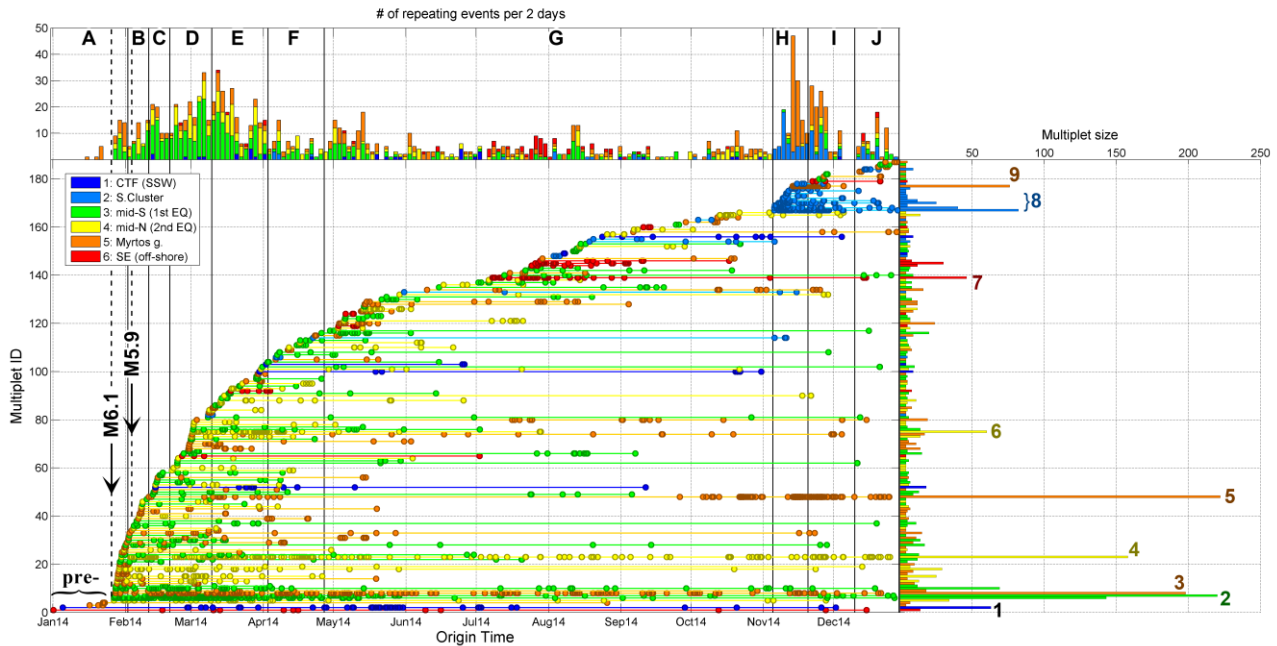 # of repeating events per 2 days
50
40
30
20
10
A B C D E F G H I J
Multiplet size
50 100 150 200 250
1: CTF (SSW)
2: S.Cluster
3: mid-S (1st EQ)
4: mid-N (2nd EQ)
5: Myrtos g.
6: SE (off-shore)
180
160
140
120
100
80
60
40
20
0
Multiplet ID
M6.1
M5.9
pre-
9
}8
7
6
5
4
3
2
1
Jan14 Feb14 Mar14 Apr14 May14 Jun14 Jul14 Aug14 Sep14 Oct14 Nov14 Dec14
Origin Time